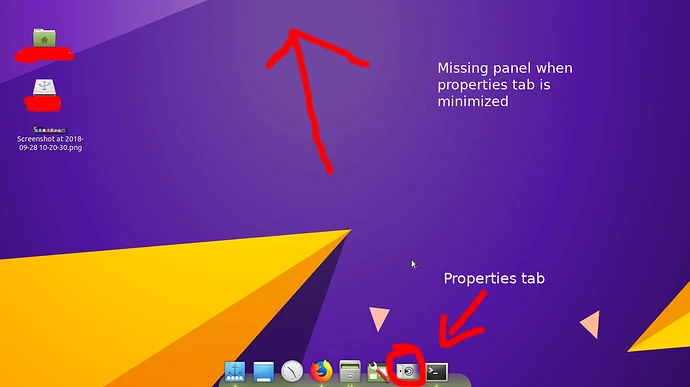 Missing panel when
properties tab is
minimized
Screenshot at 2018-
09-28 10-20-30.png
Properties tab